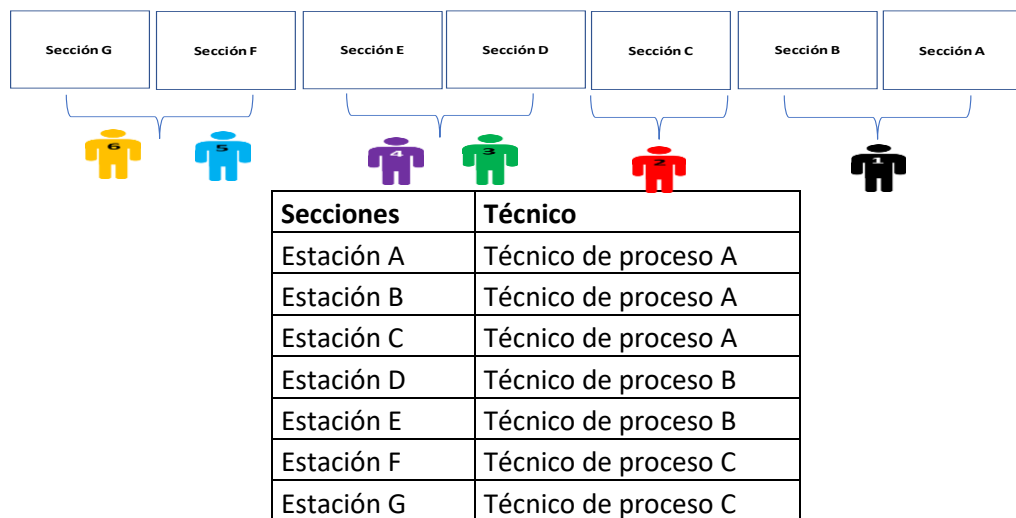 Sección G Sección F Sección E Sección D Sección C Sección B Sección A
6 5 4 3 2 1
Secciones Técnico
Estación A Técnico de proceso A
Estación B Técnico de proceso A
Estación C Técnico de proceso A
Estación D Técnico de proceso B
Estación E Técnico de proceso B
Estación F Técnico de proceso C
Estación G Técnico de proceso C